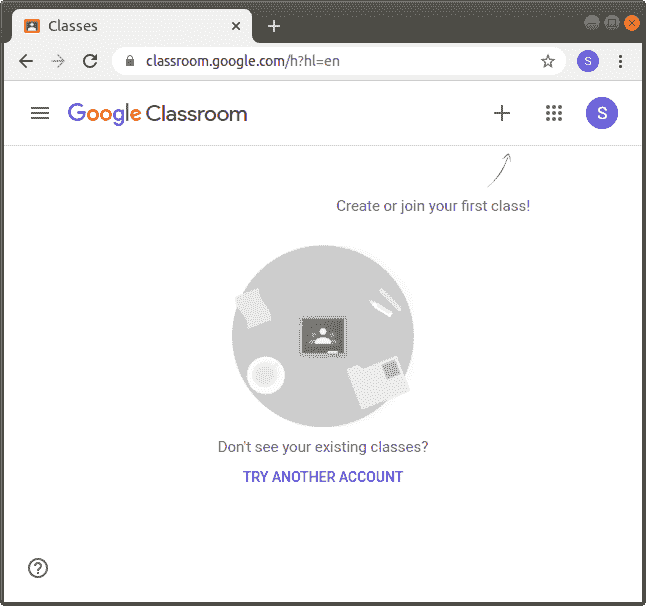 Classes
classroom.google.com/h?hl=en
S
Google Classroom
S
Create or join your first class!
Don't see your existing classes?
TRY ANOTHER ACCOUNT